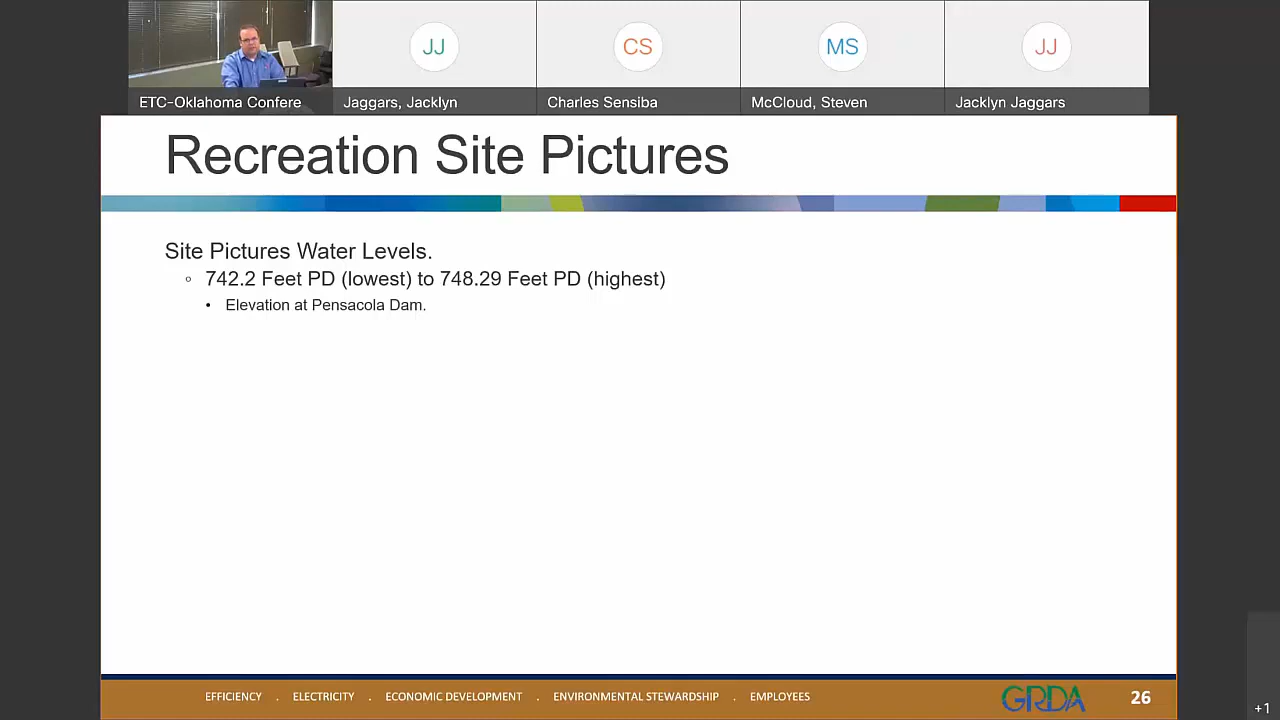 JJ
CS
MS
JJ
ETC-Oklahoma Confere
Jaggars, Jacklyn
Charles Sensiba
McCloud, Steven
Jacklyn Jaggars
Recreation Site Pictures
Site Pictures Water Levels.
◦ 742.2 Feet PD (lowest) to 748.29 Feet PD (highest)
• Elevation at Pensacola Dam.
EFFICIENCY . ELECTRICITY . ECONOMIC DEVELOPMENT . ENVIRONMENTAL STEWARDSHIP . EMPLOYEES
GRDA
26
+1